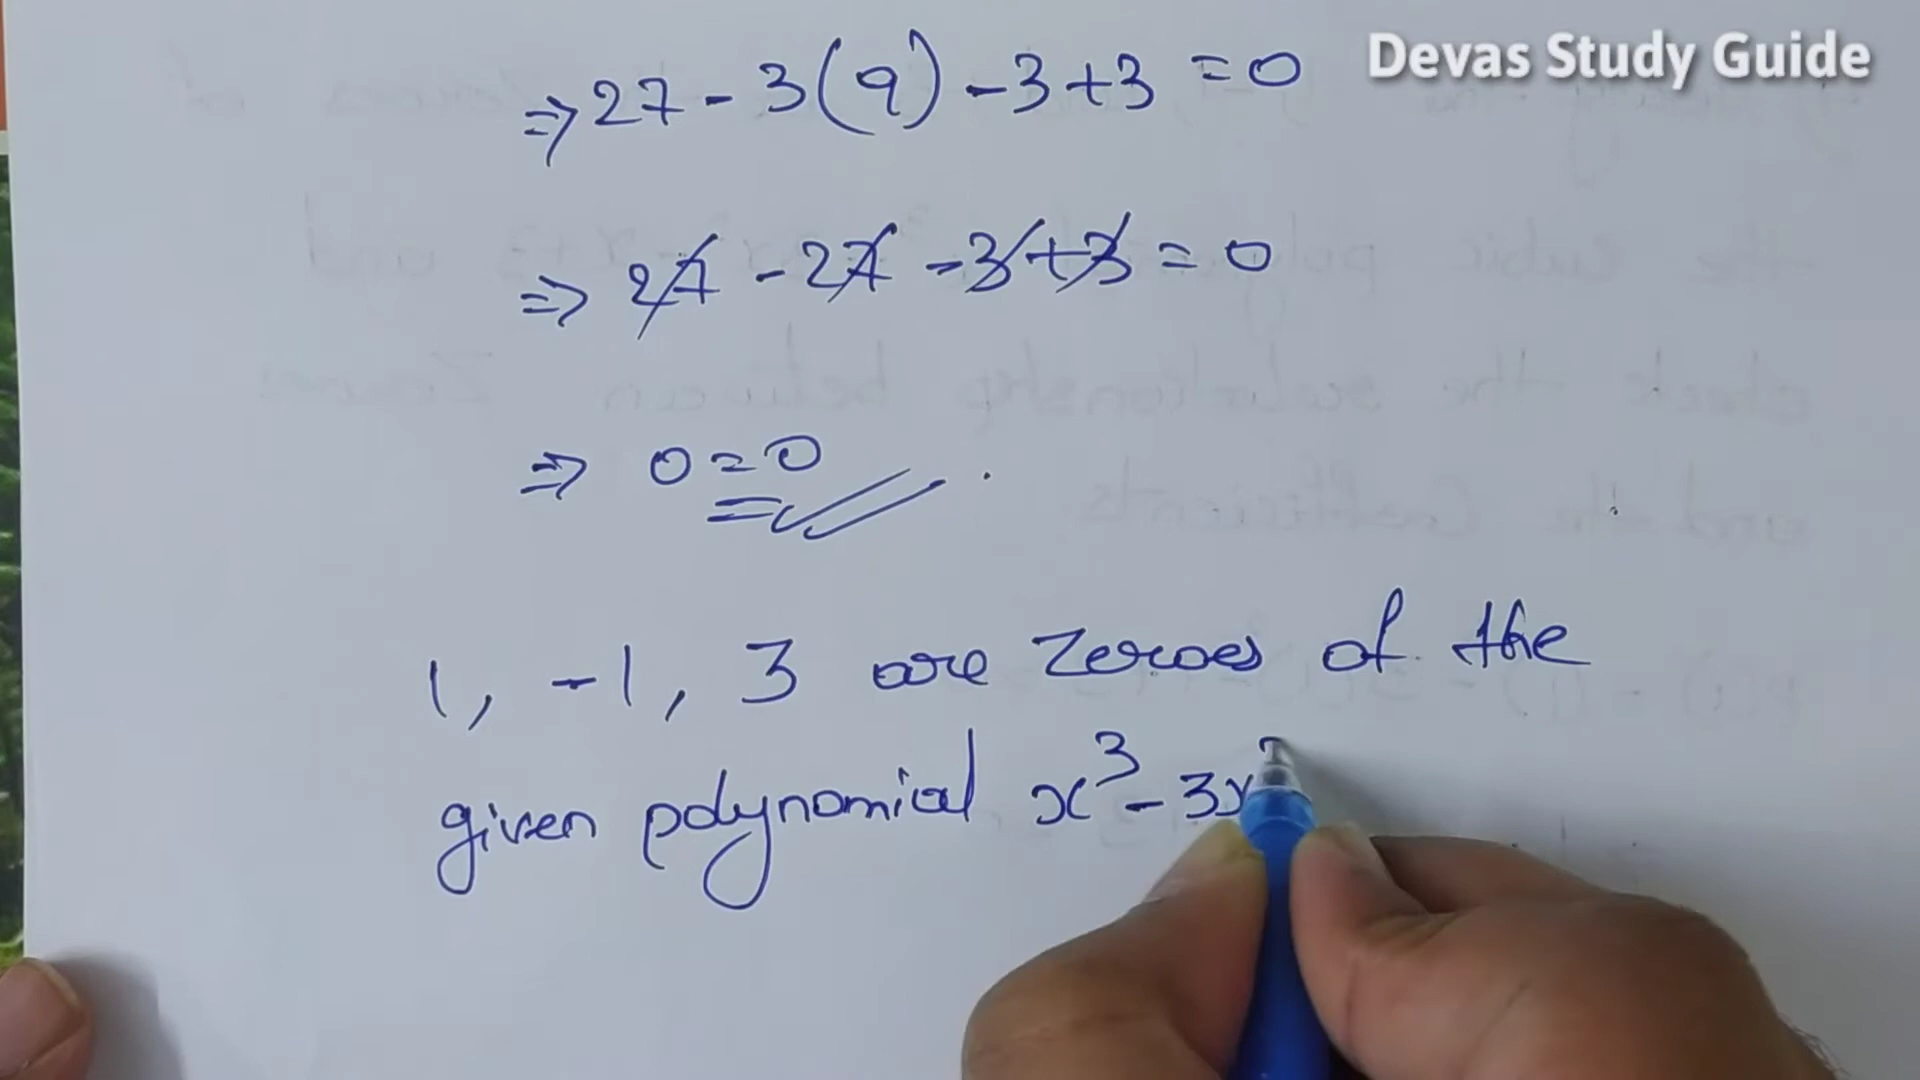 Devas Study Guide
⇒ 27 - 3(9) - 3 + 3 = 0
⇒ 27 - 27 - 3 + 3 = 0
⇒ 0 = 0
1, -1, 3 are zeroes of the
given polynomial x³ - 3x²